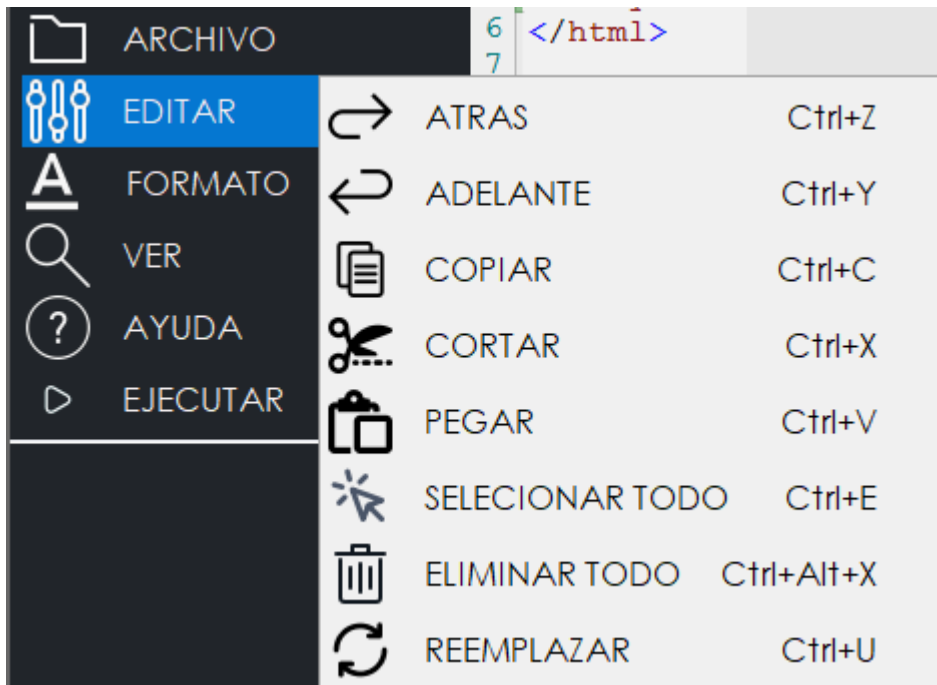 ARCHIVO
6 </html>
7
EDITAR
ATRAS Ctrl+Z
FORMATO
ADELANTE Ctrl+Y
VER
COPIAR Ctrl+C
AYUDA
CORTAR Ctrl+X
EJECUTAR
PEGAR Ctrl+V
SELECIONAR TODO Ctrl+E
ELIMINAR TODO Ctrl+Alt+X
REEMPLAZAR Ctrl+U